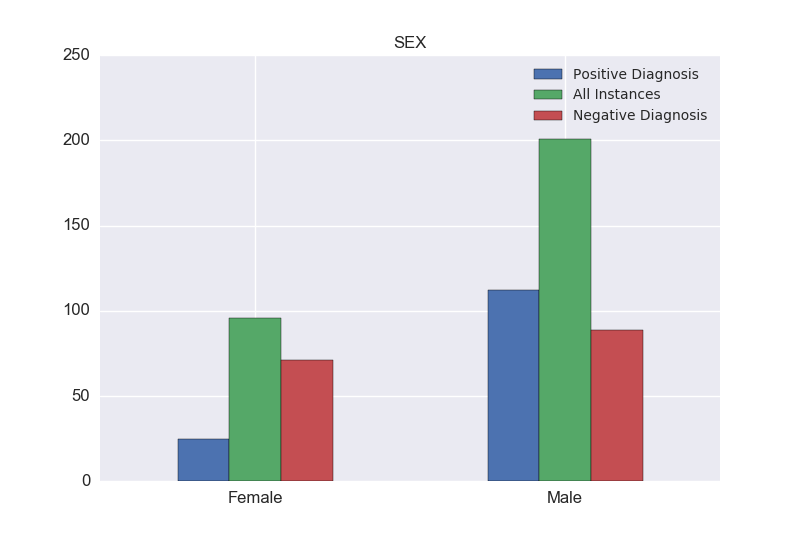 SEX
250
200
150
100
50
0
Positive Diagnosis
All Instances
Negative Diagnosis
Female
Male